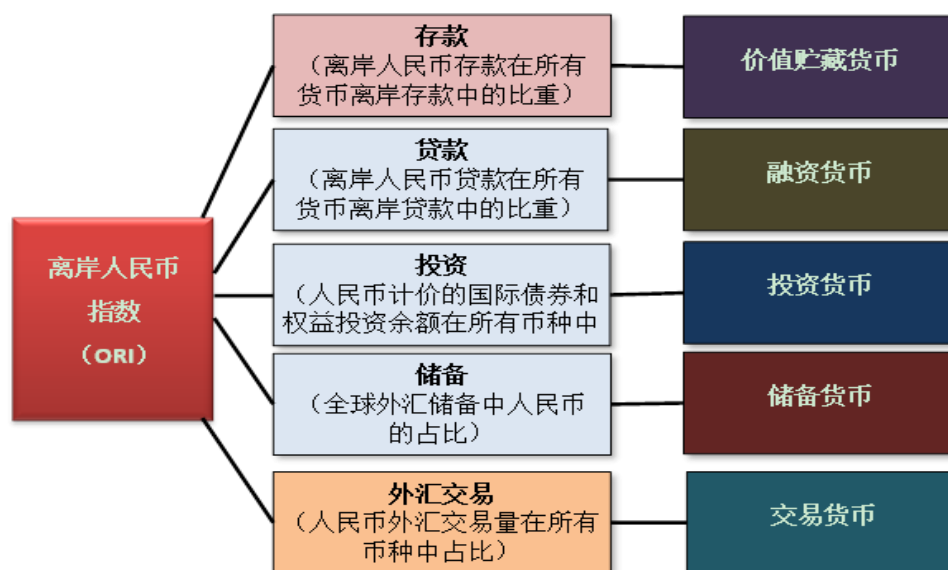 离岸人民币
指数
（ORI）
存款
（离岸人民币存款在所有
货币离岸存款中的比重）
价值贮藏货币
贷款
（离岸人民币贷款在所有
货币离岸贷款中的比重）
融资货币
投资
（人民币计价的国际债券和
权益投资余额在所有币种中
投资货币
储备
（全球外汇储备中人民币
的占比）
储备货币
外汇交易
（人民币外汇交易量在所有
币种中占比）
交易货币